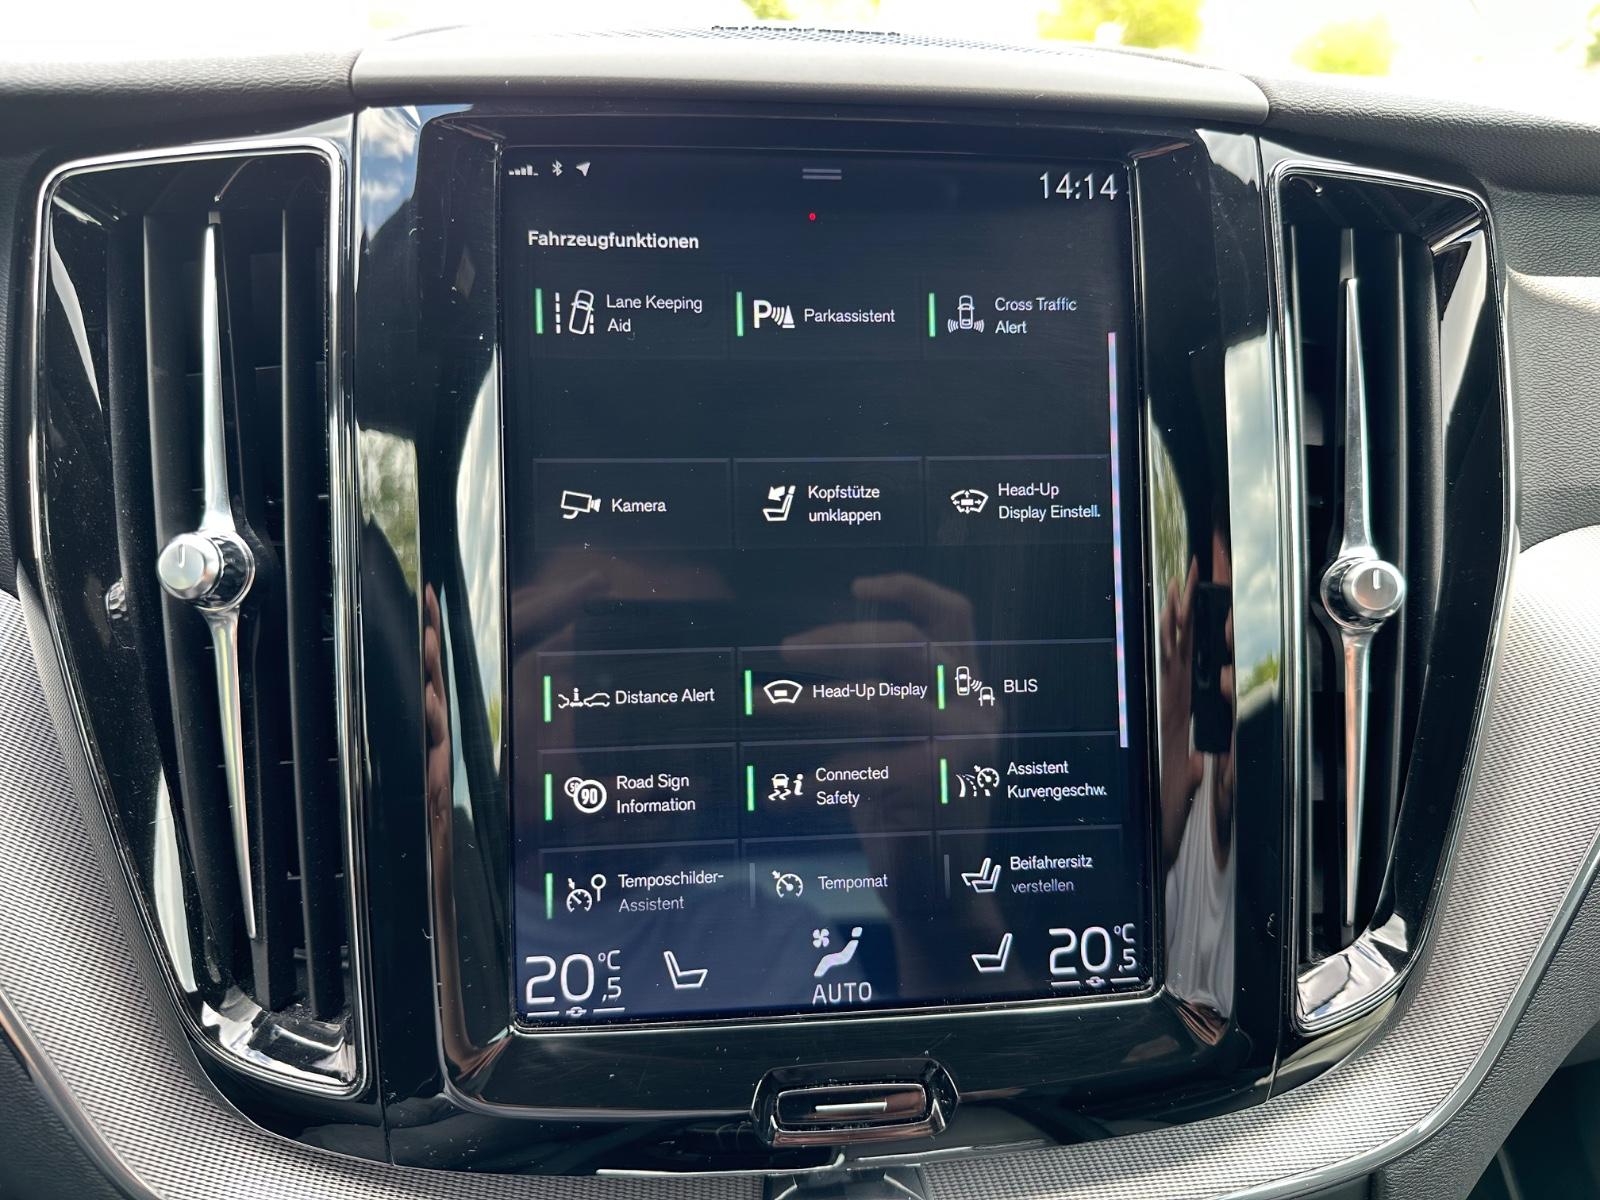 14:14
Fahrzeugfunktionen
Lane Keeping
Aid
Parkassistent
Cross Traffic
Alert
Kamera
Kopfstütze
umklappen
Head-Up
Display Einstell.
Distance Alert
Head-Up Display
BLIS
90
Road Sign
Information
Connected
Safety
Assistent
Kurvengeschw.
Temposchilder-
Assistent
Tempomat
Beifahrersitz
verstellen
20,5 °C
AUTO
20,5 °C